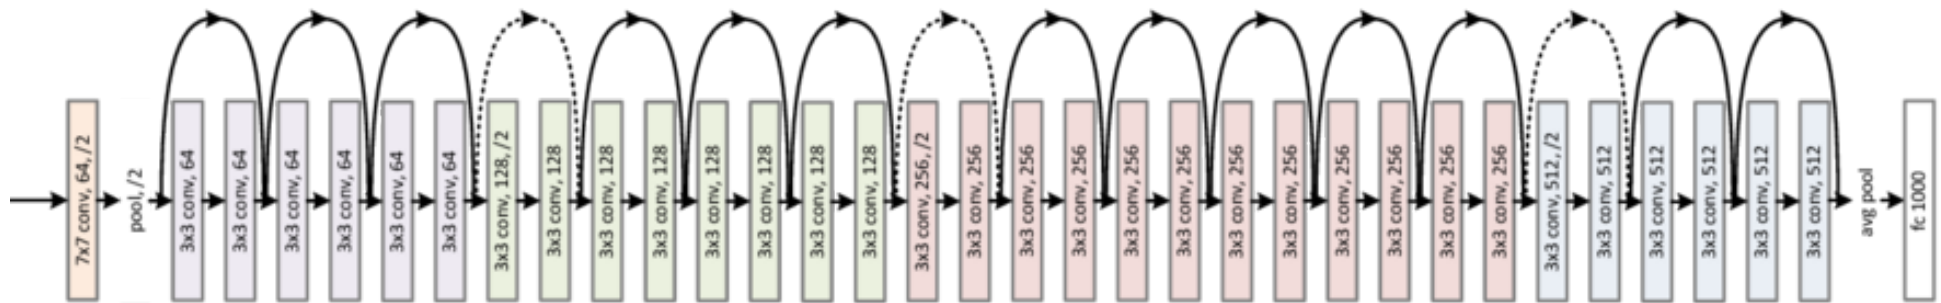 7x7 conv, 64, /2
pool, /2
3x3 conv, 64
3x3 conv, 64
3x3 conv, 64
3x3 conv, 64
3x3 conv, 64
3x3 conv, 64
3x3 conv, 128, /2
3x3 conv, 128
3x3 conv, 128
3x3 conv, 128
3x3 conv, 128
3x3 conv, 128
3x3 conv, 128
3x3 conv, 128
3x3 conv, 256, /2
3x3 conv, 256
3x3 conv, 256
3x3 conv, 256
3x3 conv, 256
3x3 conv, 256
3x3 conv, 256
3x3 conv, 256
3x3 conv, 256
3x3 conv, 256
3x3 conv, 256
3x3 conv, 256
3x3 conv, 512, /2
3x3 conv, 512
3x3 conv, 512
3x3 conv, 512
3x3 conv, 512
3x3 conv, 512
avg pool
fc 1000